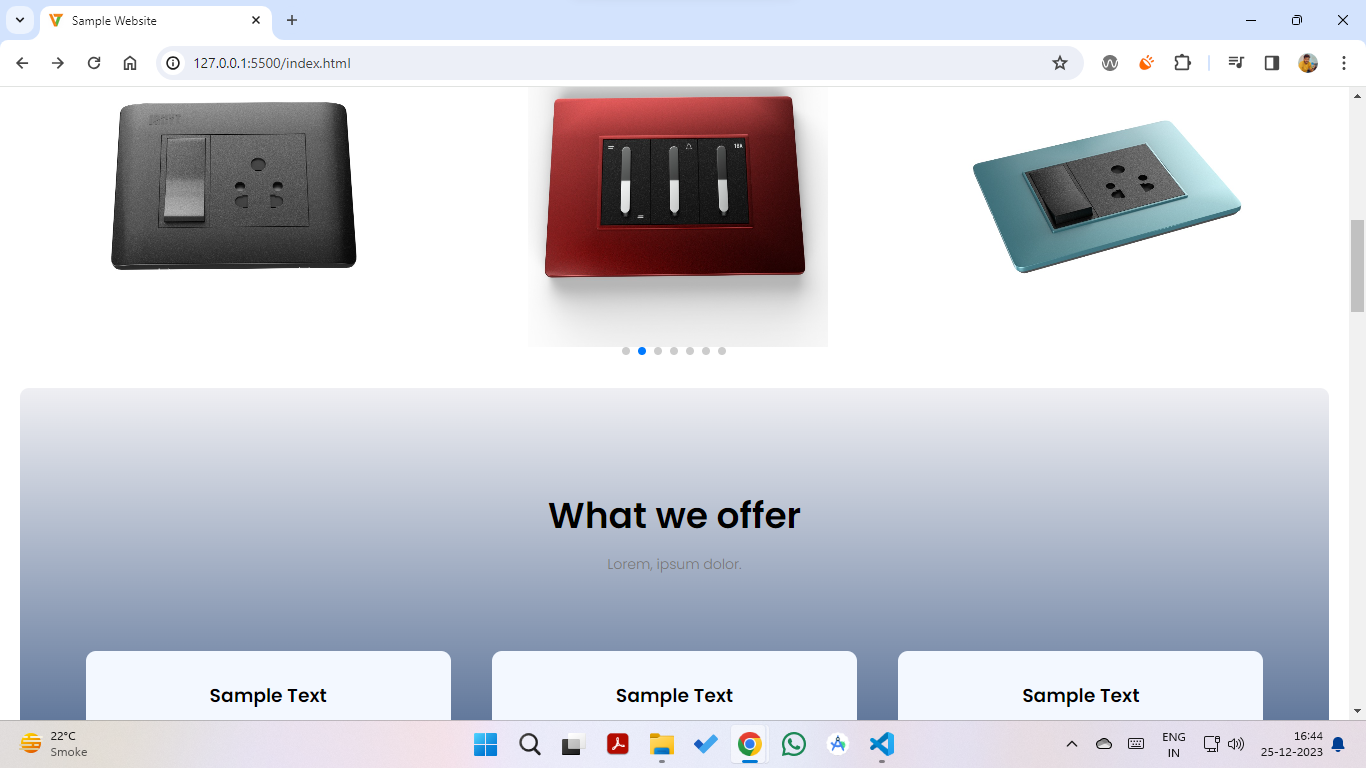 Sample Website
127.0.0.1:5500/index.html
18A
What we offer
Lorem, ipsum dolor.
Sample Text
Sample Text
Sample Text
22°C
Smoke
ENG
IN
16:44
25-12-2023